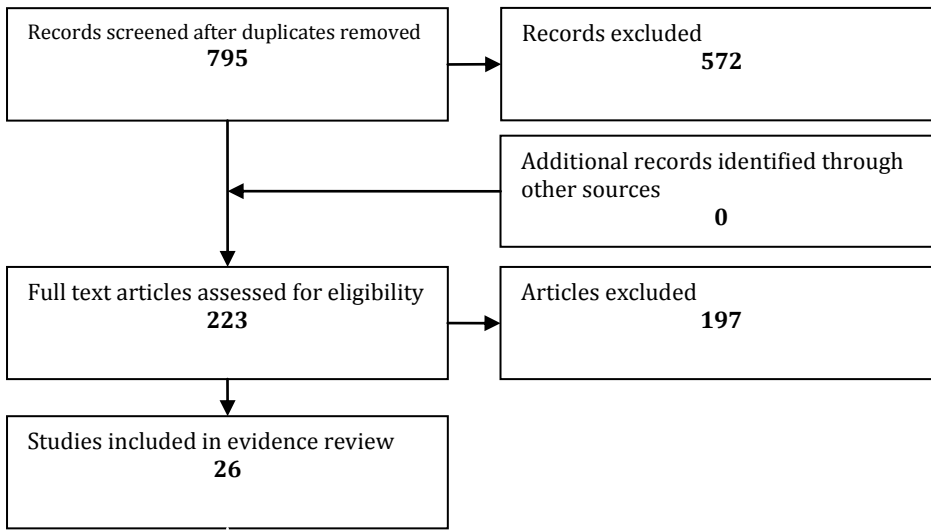 Records screened after duplicates removed
795
Records excluded
572
Additional records identified through
other sources
0
Full text articles assessed for eligibility
223
Articles excluded
197
Studies included in evidence review
26